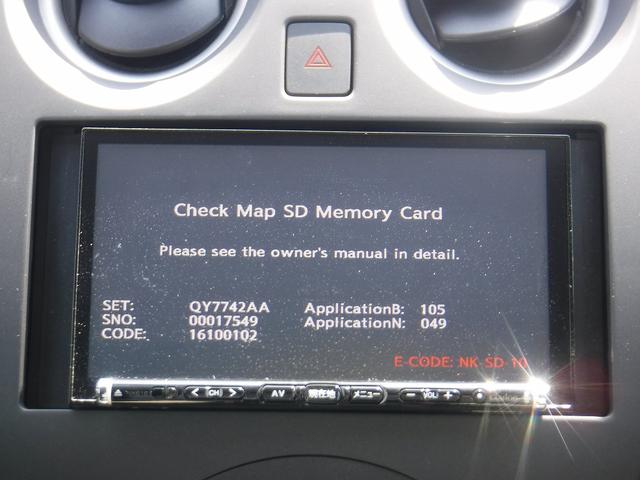 Check Map SD Memory Card
Please see the owner's manual in detail.
SET: QY7742AA ApplicationB: 105
SNO: 00017549 ApplicationN: 049
CODE: 16100102
E-CODE: NK-SD-10
< CH > AV 現在地 メニュー − VOL +